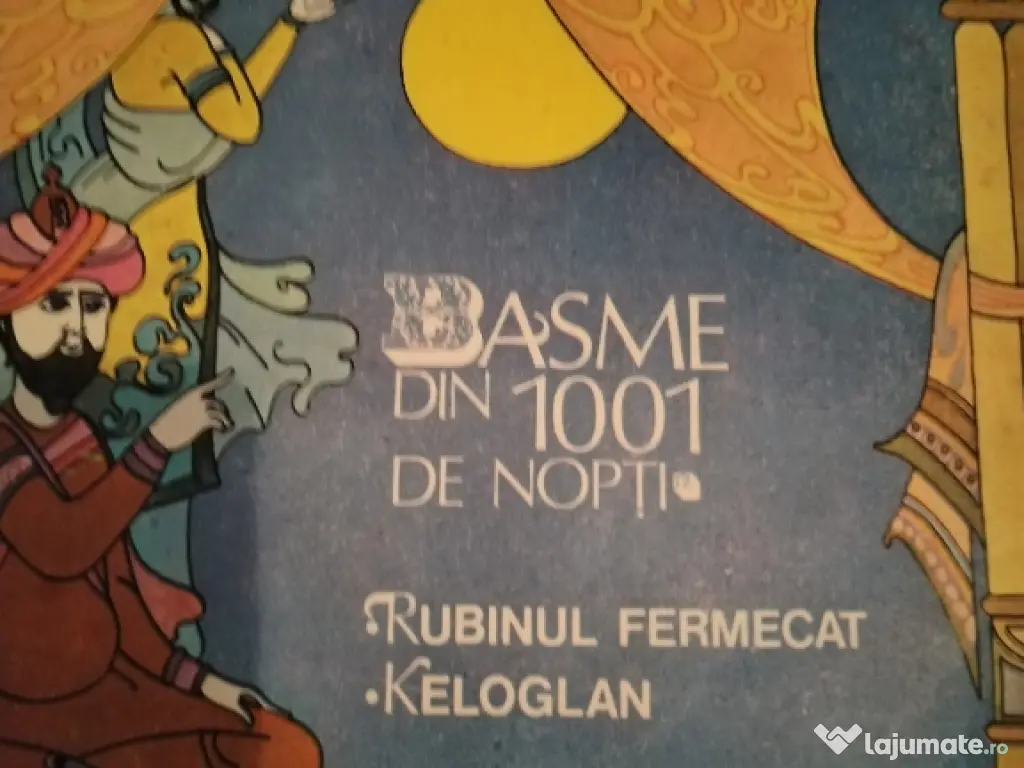 BASME
DIN 1001
DE NOPȚI
•RUBINUL FERMECAT
•KELOGLAN
lajumate.ro